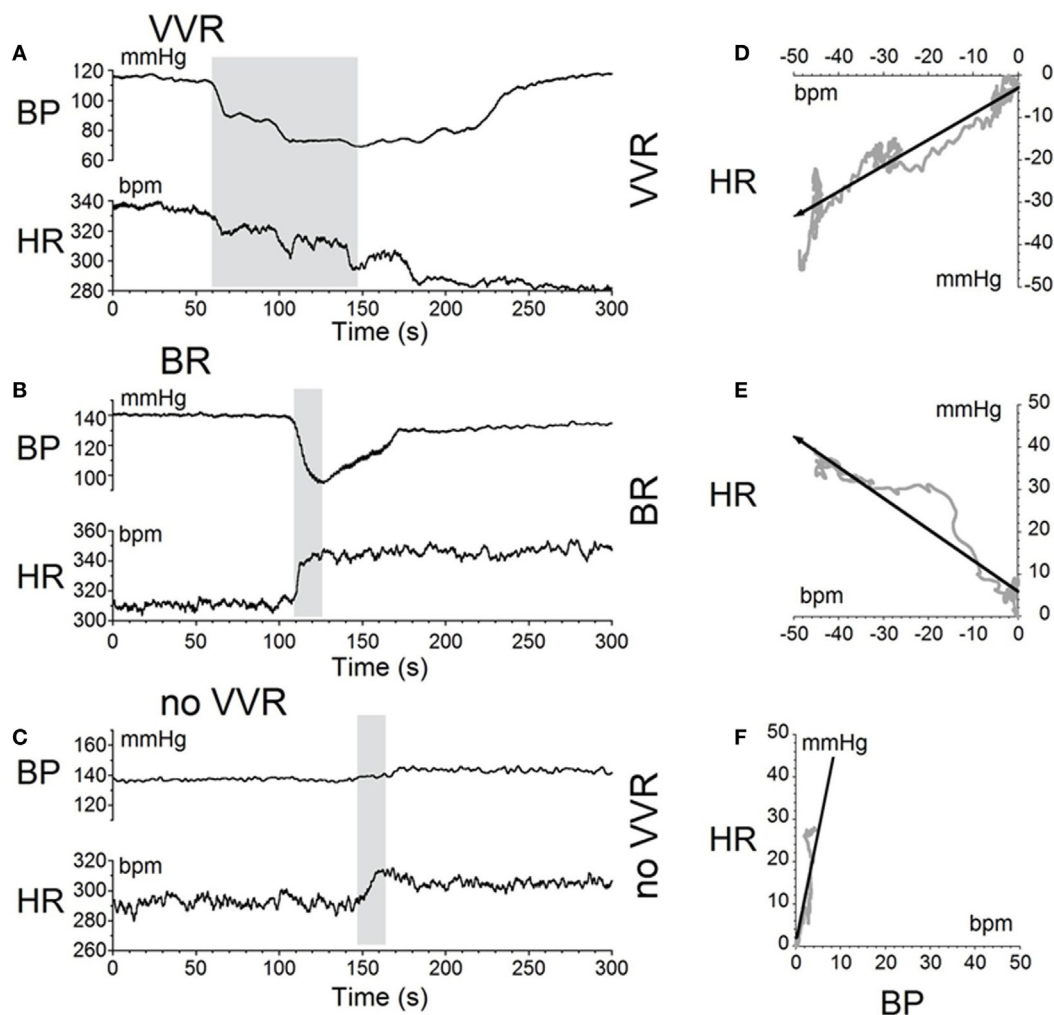 VVR
A
mmHg
BP
120
100
80
60
bpm
HR
340
320
300
280
0 50 100 150 200 250 300
Time (s)
VVR
D
-50 -40 -30 -20 -10 0
bpm
HR
0
-10
-20
-30
-40
-50
mmHg
BR
B
mmHg
BP
140
120
100
bpm
HR
360
340
320
300
0 50 100 150 200 250 300
Time (s)
BR
E
mmHg
HR
50
40
30
20
10
0
bpm
-50 -40 -30 -20 -10 0
no VVR
C
mmHg
BP
160
140
120
bpm
HR
320
300
280
260
0 50 100 150 200 250 300
Time (s)
no VVR
F
mmHg
HR
50
40
30
20
10
0
bpm
0 10 20 30 40 50
BP